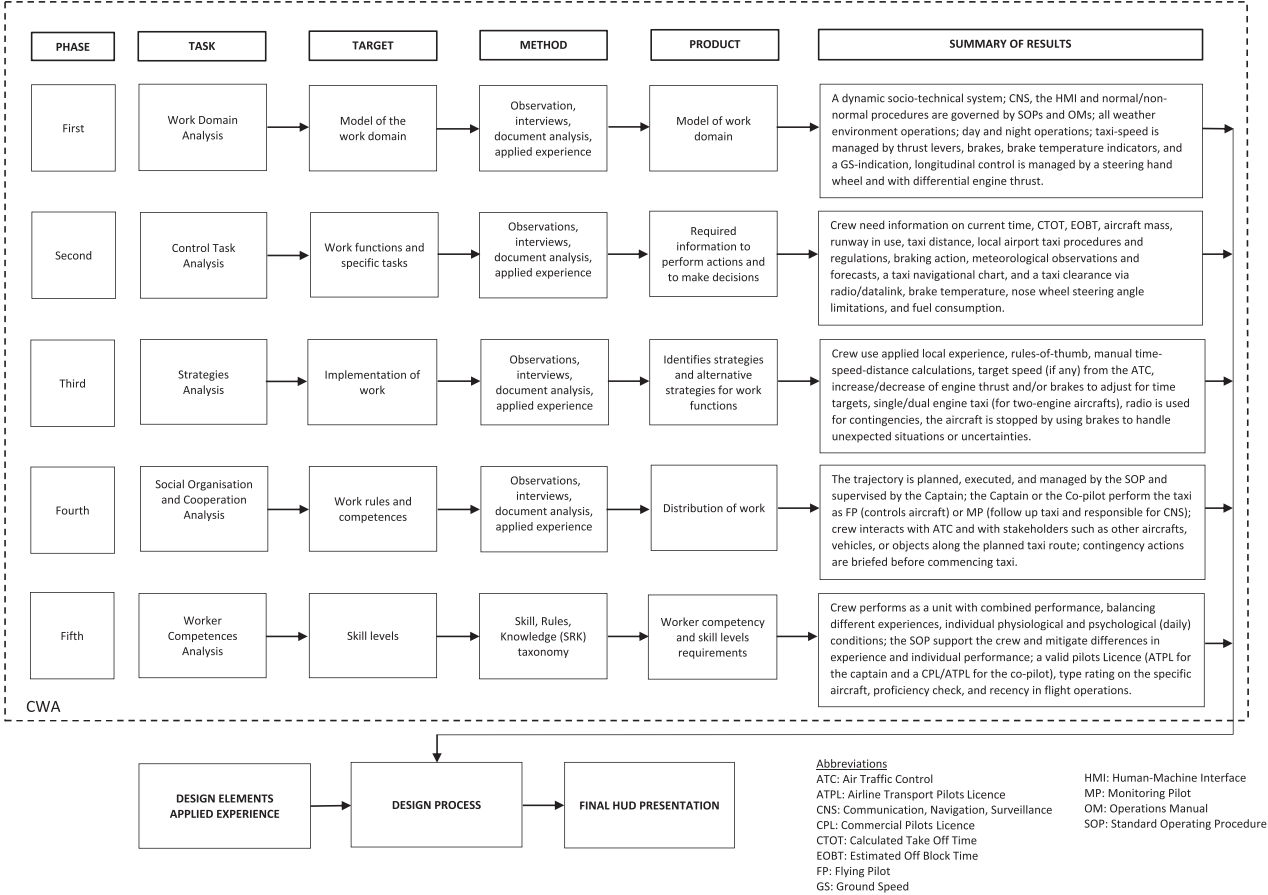 PHASE
TASK
TARGET
METHOD
PRODUCT
SUMMARY OF RESULTS
First
Work Domain
Analysis
Model of the
work domain
Observation,
interviews,
document analysis,
applied experience
Model of work
domain
A dynamic socio-technical system; CNS, the HMI and normal/non-
normal procedures are governed by SOPs and OMs; all weather
environment operations; day and night operations; taxi-speed is
managed by thrust levers, brakes, brake temperature indicators, and
a GS-indication, longitudinal control is managed by a steering hand
wheel and with differential engine thrust.
Second
Control Task
Analysis
Work functions and
specific tasks
Observations,
interviews,
document analysis,
applied experience
Required
information to
perform actions and
to make decisions
Crew need information on current time, CTOT, EOBT, aircraft mass,
runway in use, taxi distance, local airport taxi procedures and
regulations, braking action, meteorological observations and
forecasts, a taxi navigational chart, and a taxi clearance via
radio/datalink, brake temperature, nose wheel steering angle
limitations, and fuel consumption.
Third
Strategies
Analysis
Implementation of
work
Observations,
interviews,
document analysis,
applied experience
Identifies strategies
and alternative
strategies for work
functions
Crew use applied local experience, rules-of-thumb, manual time-
speed-distance calculations, target speed (if any) from the ATC,
increase/decrease of engine thrust and/or brakes to adjust for time
targets, single/dual engine taxi (for two-engine aircrafts), radio is used
for contingencies, the aircraft is stopped by using brakes to handle
unexpected situations or uncertainties.
Fourth
Social Organisation
and Cooperation
Analysis
Work rules and
competences
Observations,
interviews,
document analysis,
applied experience
Distribution of work
The trajectory is planned, executed, and managed by the SOP and
supervised by the Captain; the Captain or the Co-pilot perform the taxi
as FP (controls aircraft) or MP (follow up taxi and responsible for CNS);
crew interacts with ATC and with stakeholders such as other aircrafts,
vehicles, or objects along the planned taxi route; contingency actions
are briefed before commencing taxi.
Fifth
Worker
Competences
Analysis
Skill levels
Skill, Rules,
Knowledge (SRK)
taxonomy
Worker competency
and skill levels
requirements
Crew performs as a unit with combined performance, balancing
different experiences, individual physiological and psychological (daily)
conditions; the SOP support the crew and mitigate differences in
experience and individual performance; a valid pilots Licence (ATPL for
the captain and a CPL/ATPL for the co-pilot), type rating on the specific
aircraft, proficiency check, and recency in flight operations.
CWA
DESIGN ELEMENTS
APPLIED EXPERIENCE
DESIGN PROCESS
FINAL HUD PRESENTATION
Abbreviations
ATC: Air Traffic Control
ATPL: Airline Transport Pilots Licence
CNS: Communication, Navigation, Surveillance
CPL: Commercial Pilots Licence
CTOT: Calculated Take Off Time
EOBT: Estimated Off Block Time
FP: Flying Pilot
GS: Ground Speed
HMI: Human-Machine Interface
MP: Monitoring Pilot
OM: Operations Manual
SOP: Standard Operating Procedure